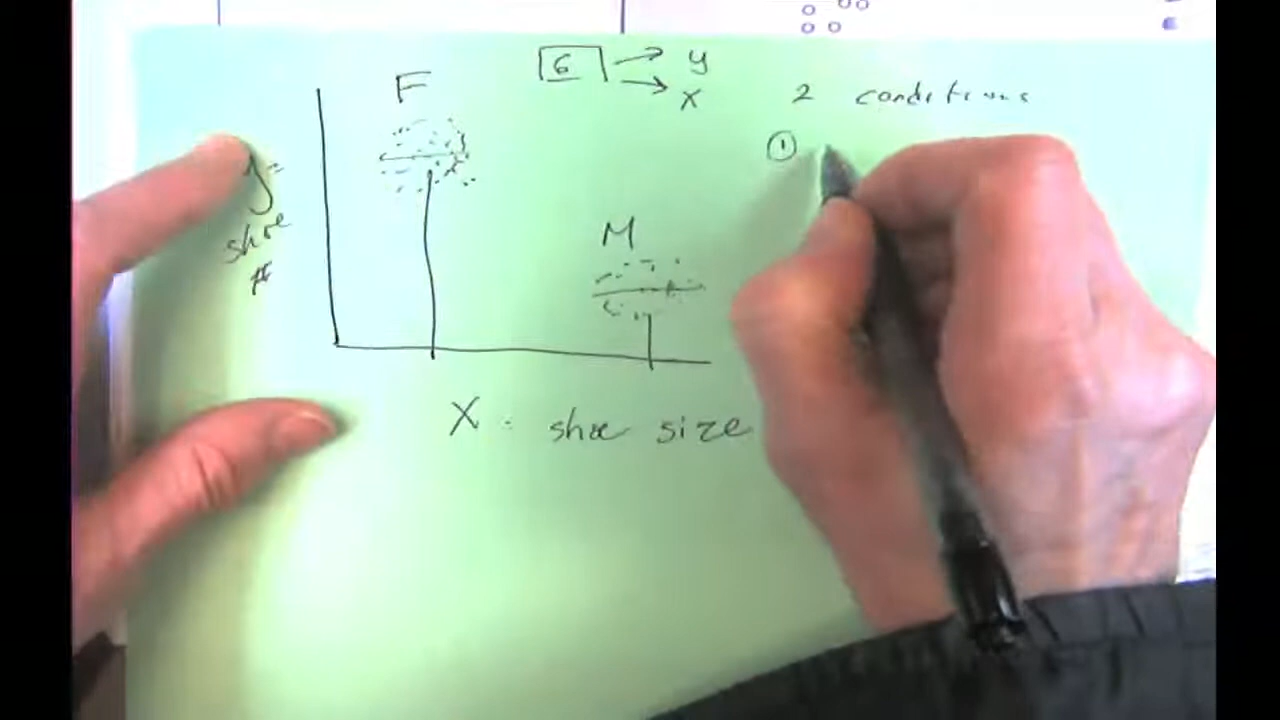 F
6 → y
→ x
2 conditions
①
y =
shoe
#
M
X = shoe size